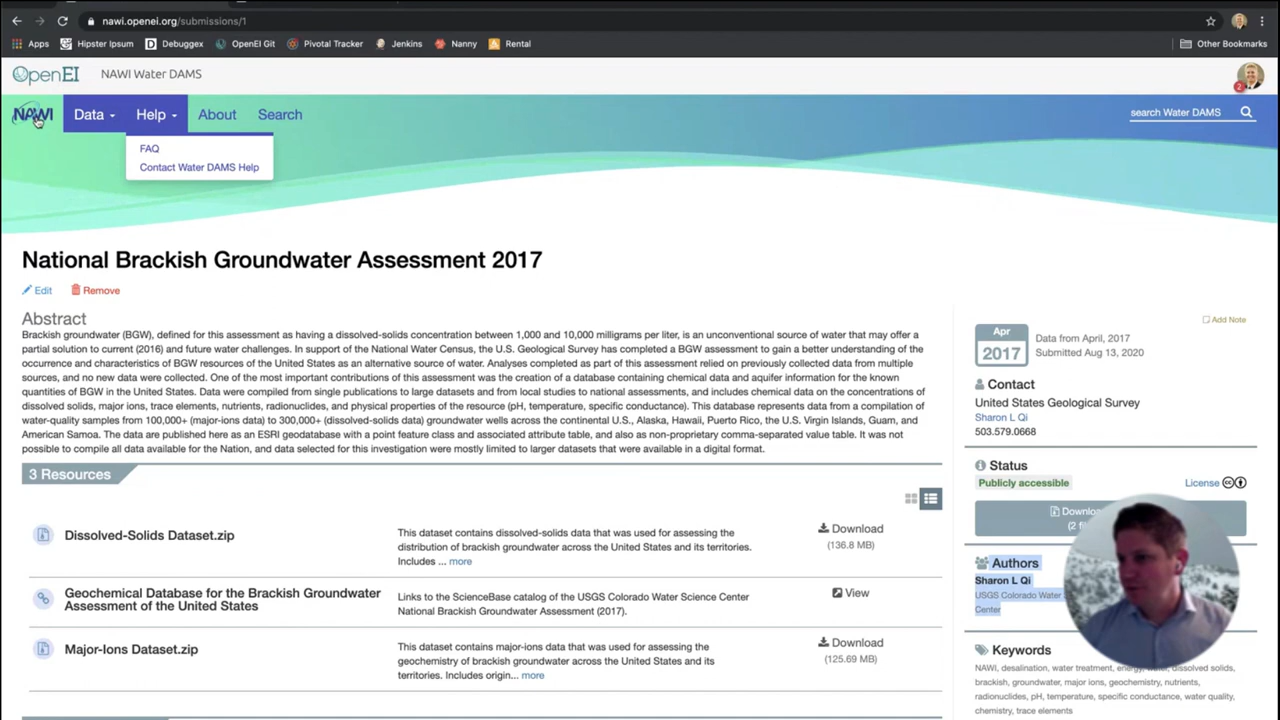 nawi.openei.org/submissions/1
Apps Hipster Ipsum Debuggex OpenEI Git Pivotal Tracker Jenkins Nanny Rental Other Bookmarks
OpenEI NAWI Water DAMS
2
NAWI Data Help About Search search Water DAMS
FAQ
Contact Water DAMS Help
National Brackish Groundwater Assessment 2017
Edit Remove
Abstract
Brackish groundwater (BGW), defined for this assessment as having a dissolved-solids concentration between 1,000 and 10,000 milligrams per liter, is an unconventional source of water that may offer a
partial solution to current (2016) and future water challenges. In support of the National Water Census, the U.S. Geological Survey has completed a BGW assessment to gain a better understanding of the
occurrence and characteristics of BGW resources of the United States as an alternative source of water. Analyses completed as part of this assessment relied on previously collected data from multiple
sources, and no new data were collected. One of the most important contributions of this assessment was the creation of a database containing chemical data and aquifer information for the known
quantities of BGW in the United States. Data were compiled from single publications to large datasets and from local studies to national assessments, and includes chemical data on the concentrations of
dissolved solids, major ions, trace elements, nutrients, radionuclides, and physical properties of the resource (pH, temperature, specific conductance). This database represents data from a compilation of
water-quality samples from 100,000+ (major-ions data) to 300,000+ (dissolved-solids data) groundwater wells across the continental U.S., Alaska, Hawaii, Puerto Rico, the U.S. Virgin Islands, Guam, and
American Samoa. The data are published here as an ESRI geodatabase with a point feature class and associated attribute table, and also as non-proprietary comma-separated value table. It was not
possible to compile all data available for the Nation, and data selected for this investigation were mostly limited to larger datasets that were available in a digital format.
3 Resources
Dissolved-Solids Dataset.zip
This dataset contains dissolved-solids data that was used for assessing the
distribution of brackish groundwater across the United States and its territories.
Includes ... more
Download
(136.8 MB)
Geochemical Database for the Brackish Groundwater
Assessment of the United States
Links to the ScienceBase catalog of the USGS Colorado Water Science Center
National Brackish Groundwater Assessment (2017).
View
Major-Ions Dataset.zip
This dataset contains major-ions data that was used for assessing the
geochemistry of brackish groundwater across the United States and its
territories. Includes origin... more
Download
(125.69 MB)
Add Note
Apr
2017
Data from April, 2017
Submitted Aug 13, 2020
Contact
United States Geological Survey
Sharon L Qi
503.579.0668
Status
Publicly accessible License
(2
Authors
Sharon L Qi
USGS Colorado Water
Center
Keywords
NAWI, desalination, water treatment, energy, water, dissolved solids,
brackish, groundwater, major ions, geochemistry, nutrients,
radionuclides, pH, temperature, specific conductance, water quality,
chemistry, trace elements